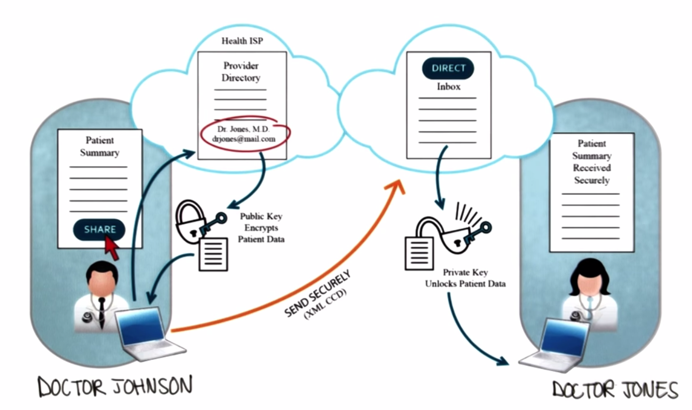 Health ISP
Provider
Directory
Dr. Jones, M.D.
drjones@mail.com
DIRECT
Inbox
Patient
Summary
SHARE
Patient
Summary
Received
Securely
Public Key
Encrypts
Patient Data
SEND SECURELY
(XML CCD)
Private Key
Unlocks Patient Data
DOCTOR JOHNSON
DOCTOR JONES